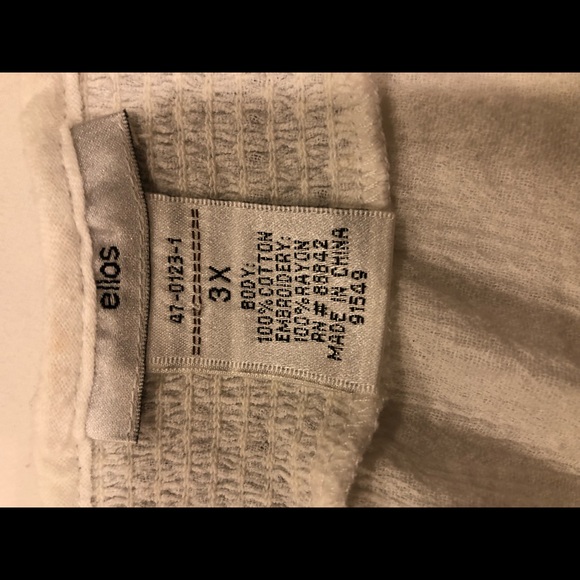 ellos
47-0123-1
3X
BODY:
100% COTTON
EMBROIDERY:
100% RAYON
RN # 88842
MADE IN CHINA
91549